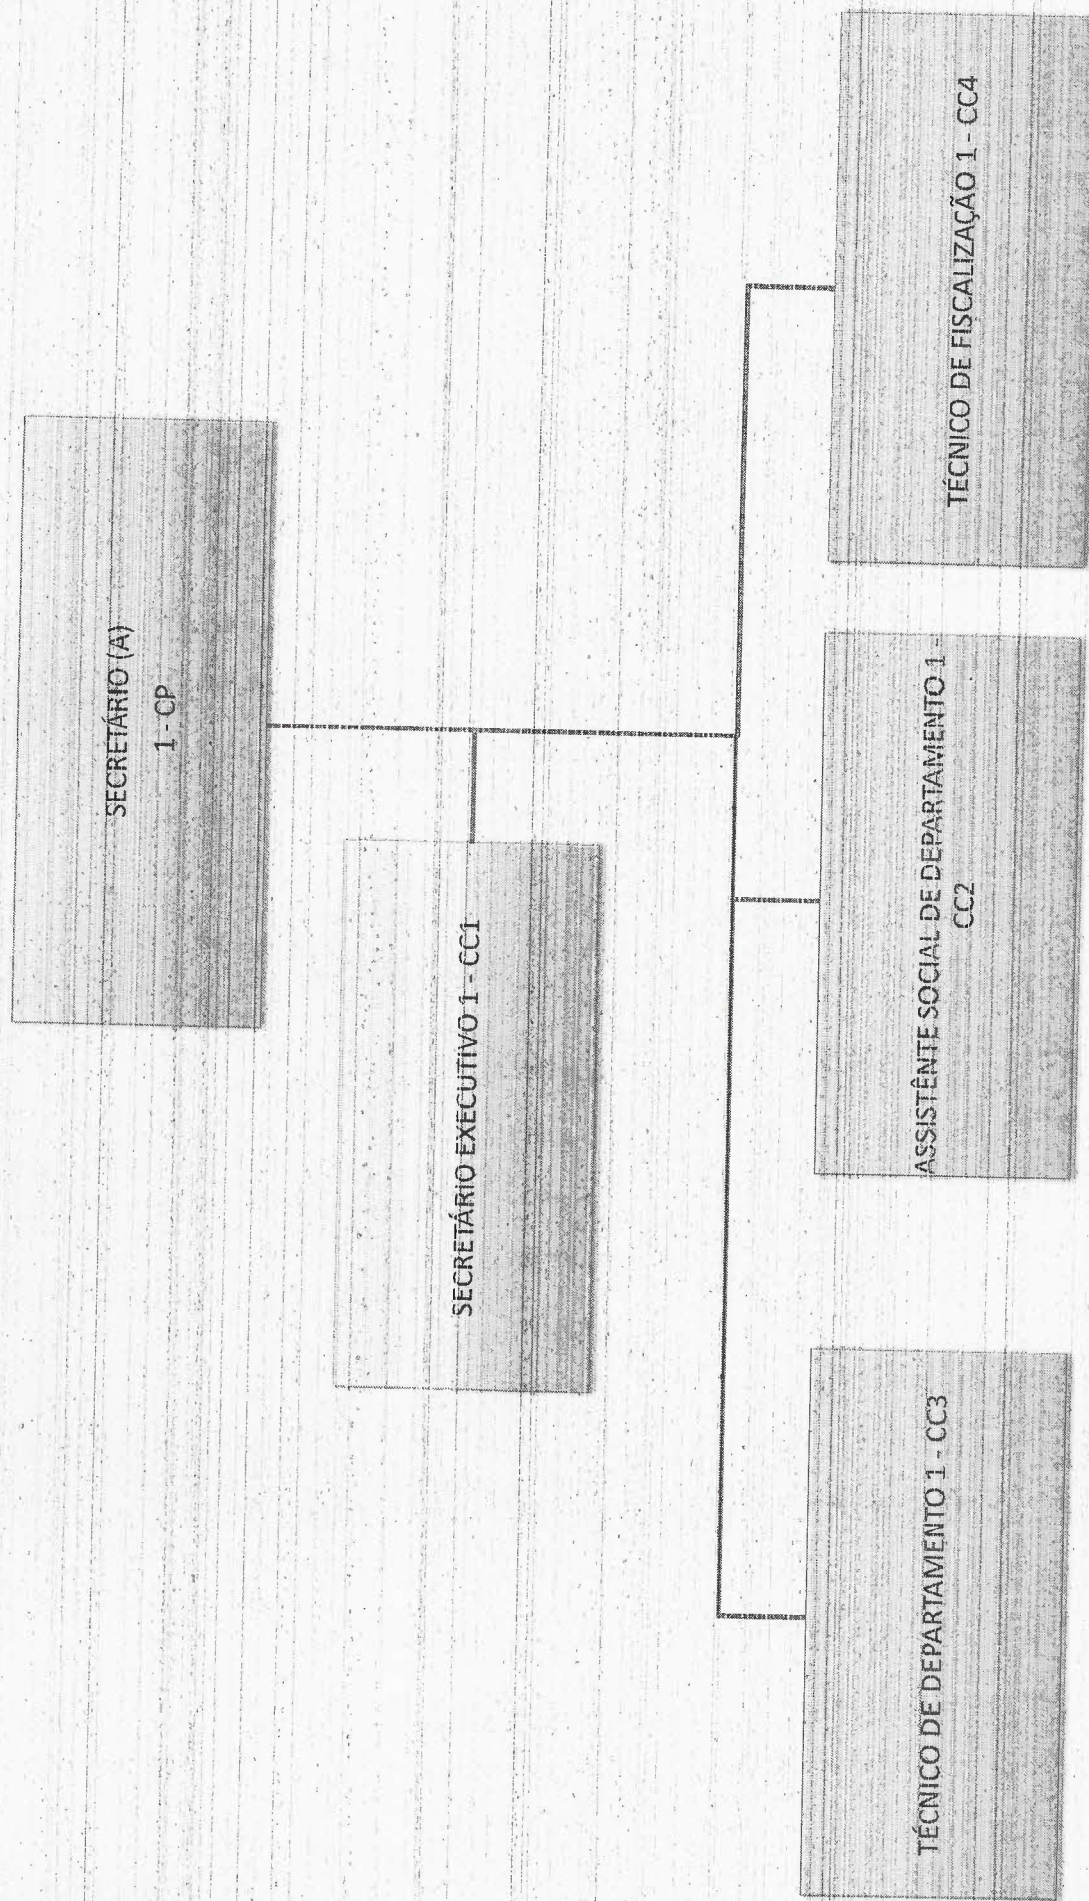 SECRETÁRIO (A)
1- CP
SECRETÁRIO EXECUTIVO 1 - CC1
TÉCNICO DE DEPARTAMENTO 1 - CC3
ASSISTÊNTE SOCIAL DE DEPARTAMENTO 1 -
CC2
TÉCNICO DE FISCALIZAÇÃO 1 - CC4